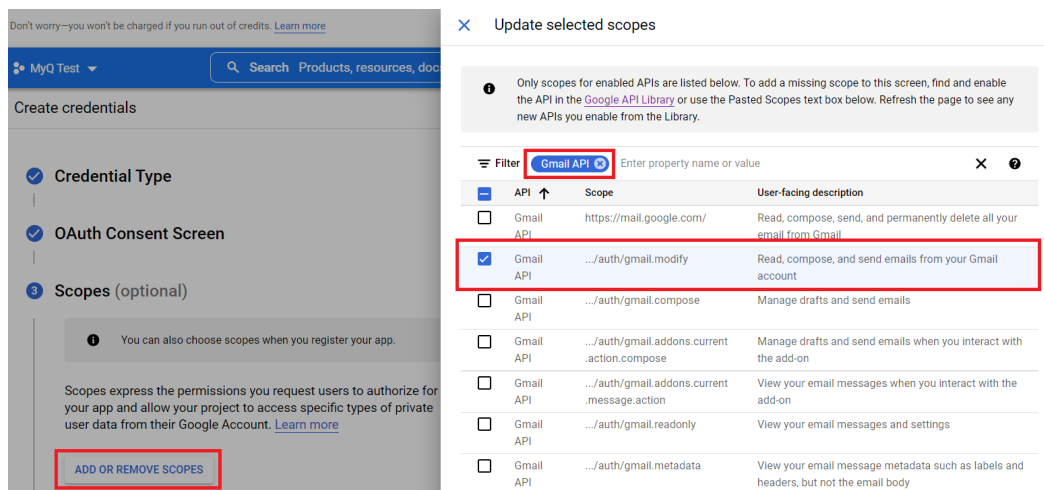 Don't worry—you won't be charged if you run out of credits. Learn more
MyQ Test
Search Products, resources, doc
Create credentials
Credential Type
OAuth Consent Screen
3 Scopes (optional)
You can also choose scopes when you register your app.
Scopes express the permissions you request users to authorize for
your app and allow your project to access specific types of private
user data from their Google Account. Learn more
ADD OR REMOVE SCOPES
Update selected scopes
Only scopes for enabled APIs are listed below. To add a missing scope to this screen, find and enable
the API in the Google API Library or use the Pasted Scopes text box below. Refresh the page to see any
new APIs you enable from the Library.
Filter Gmail API Enter property name or value
API Scope User-facing description
Gmail https://mail.google.com/ Read, compose, send, and permanently delete all your
API email from Gmail
Gmail .../auth/gmail.modify Read, compose, and send emails from your Gmail
API account
Gmail .../auth/gmail.compose Manage drafts and send emails
API
Gmail .../auth/gmail.addons.current Manage drafts and send emails when you interact with
API .action.compose the add-on
Gmail .../auth/gmail.addons.current View your email messages when you interact with the
API .message.action add-on
Gmail .../auth/gmail.readonly View your email messages and settings
API
Gmail .../auth/gmail.metadata View your email message metadata such as labels and
API headers, but not the email body